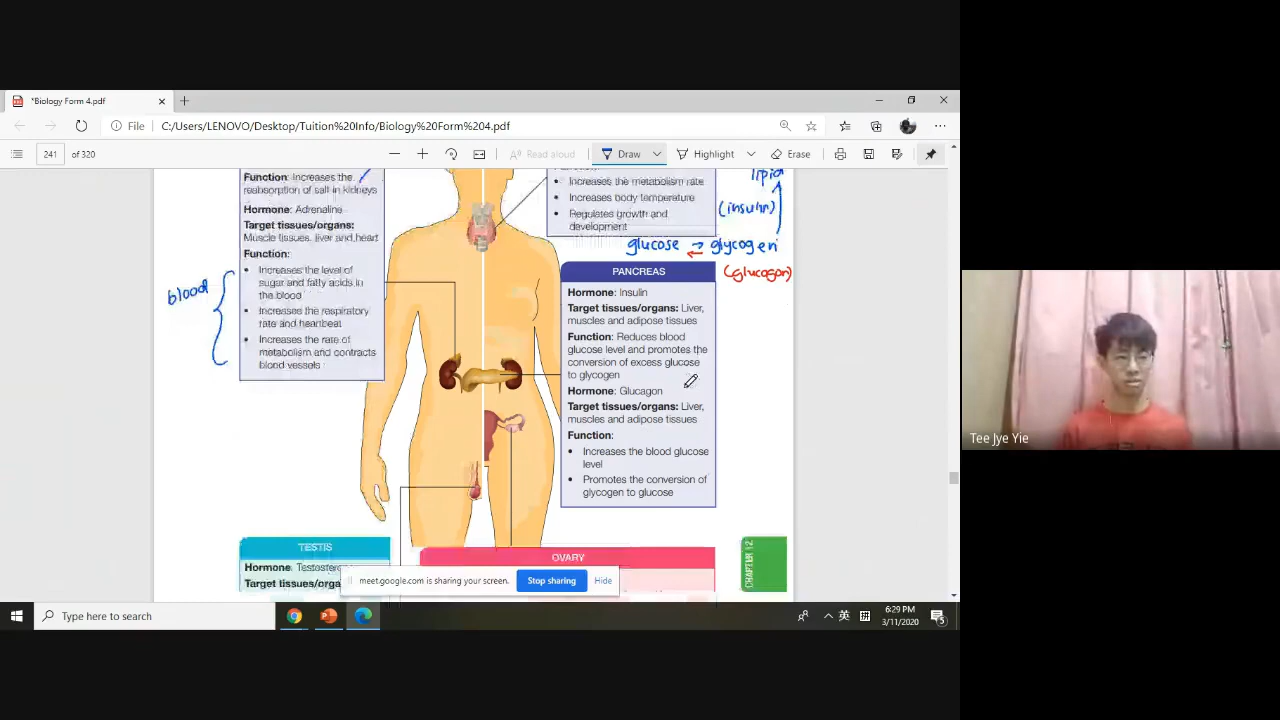 *Biology Form 4.pdf
File
C:/Users/LENOVO/Desktop/Tuition%20Info/Biology%20Form%204.pdf
241 of 320
Read aloud
Draw
Highlight
Erase
Function: Increases the
reabsorption of salt in kidneys
Hormone: Adrenaline
Target tissues/organs:
Muscle tissues, liver and heart
Function:
• Increases the level of
sugar and fatty acids in
the blood
• Increases the respiratory
rate and heartbeat
• Increases the rate of
metabolism and contracts
blood vessels
blood
• Increases the metabolism rate
• Increases body temperature
• Regulates growth and
development
lipid
(insulin)
glucose → glycogen
←
(glucagon)
PANCREAS
Hormone: Insulin
Target tissues/organs: Liver,
muscles and adipose tissues
Function: Reduces blood
glucose level and promotes the
conversion of excess glucose
to glycogen
Hormone: Glucagon
Target tissues/organs: Liver,
muscles and adipose tissues
Function:
• Increases the blood glucose
level
• Promotes the conversion of
glycogen to glucose
TESTIS
Hormone: Testoster
Target tissues/orga
OVARY
CHAPTER 12
meet.google.com is sharing your screen.
Stop sharing
Hide
Type here to search
英
6:29 PM
3/11/2020
5
Tee Jye Yie